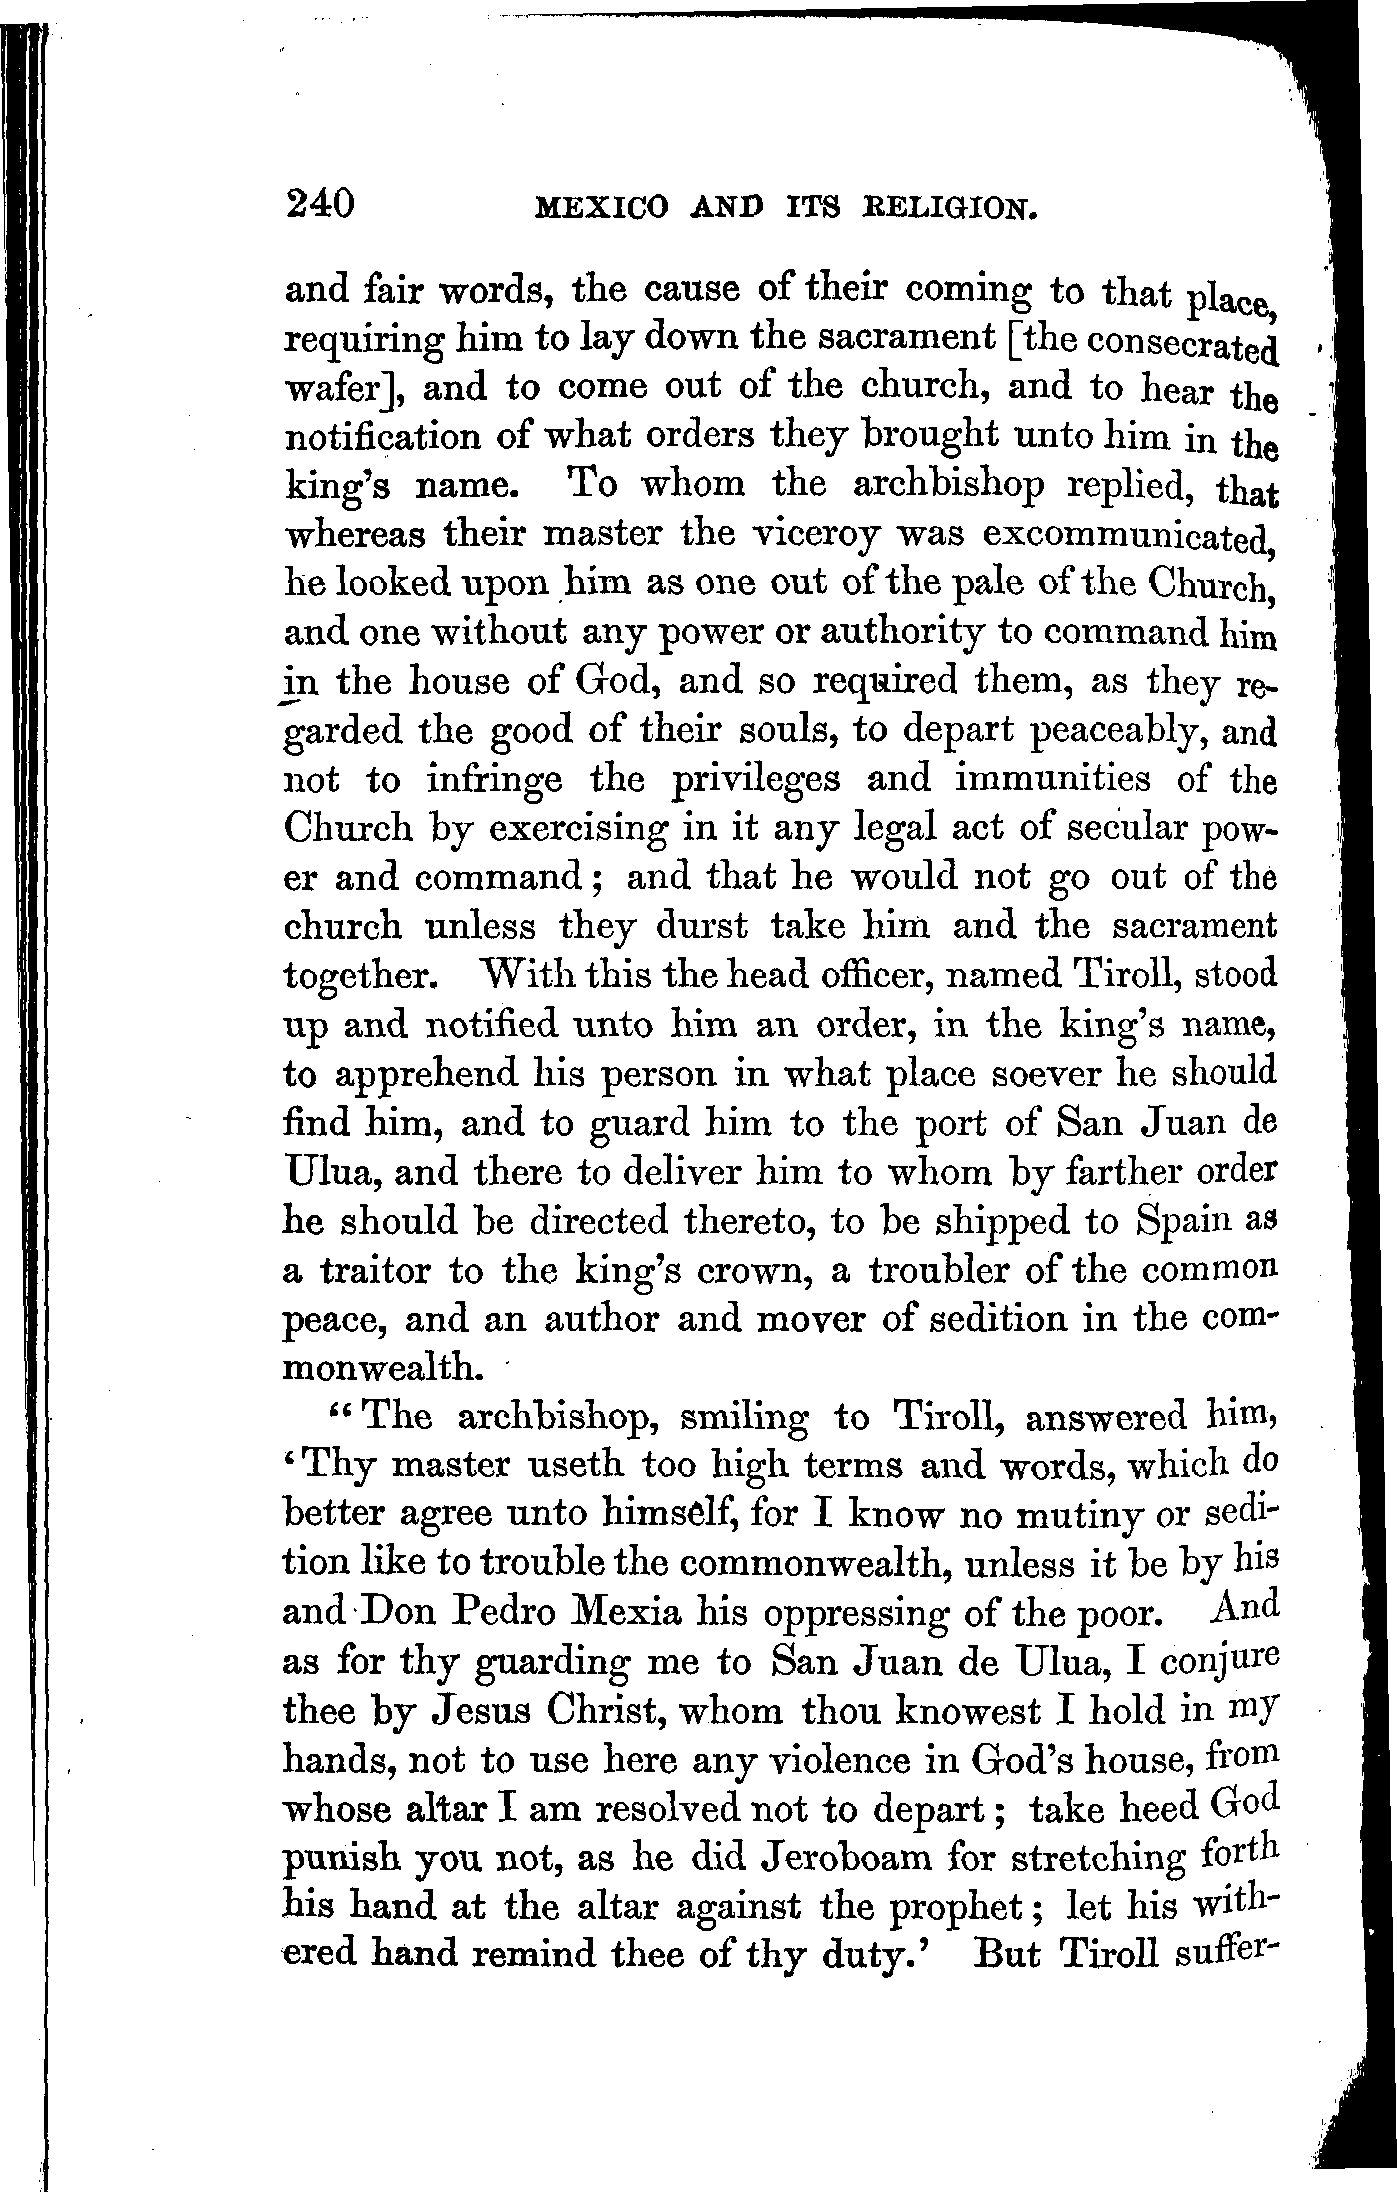 240 MEXICO AND ITS RELIGION.
and fair words, the cause of their coming to that place,
requiring him to lay down the sacrament [the consecrated
wafer], and to come out of the church, and to hear the
notification of what orders they brought unto him in the
king's name. To whom the archbishop replied, that
whereas their master the viceroy was excommunicated,
he looked upon him as one out of the pale of the Church,
and one without any power or authority to command him
in the house of God, and so required them, as they re-
garded the good of their souls, to depart peaceably, and
not to infringe the privileges and immunities of the
Church by exercising in it any legal act of secular pow-
er and command; and that he would not go out of the
church unless they durst take him and the sacrament
together. With this the head officer, named Tiroll, stood
up and notified unto him an order, in the king's name,
to apprehend his person in what place soever he should
find him, and to guard him to the port of San Juan de
Ulua, and there to deliver him to whom by farther order
he should be directed thereto, to be shipped to Spain as
a traitor to the king's crown, a troubler of the common
peace, and an author and mover of sedition in the com-
monwealth.
“The archbishop, smiling to Tiroll, answered him,
‘Thy master useth too high terms and words, which do
better agree unto himself, for I know no mutiny or sedi-
tion like to trouble the commonwealth, unless it be by his
and Don Pedro Mexia his oppressing of the poor. And
as for thy guarding me to San Juan de Ulua, I conjure
thee by Jesus Christ, whom thou knowest I hold in my
hands, not to use here any violence in God's house, from
whose altar I am resolved not to depart; take heed God
punish you not, as he did Jeroboam for stretching forth
his hand at the altar against the prophet; let his with-
ered hand remind thee of thy duty.’ But Tiroll suffer-